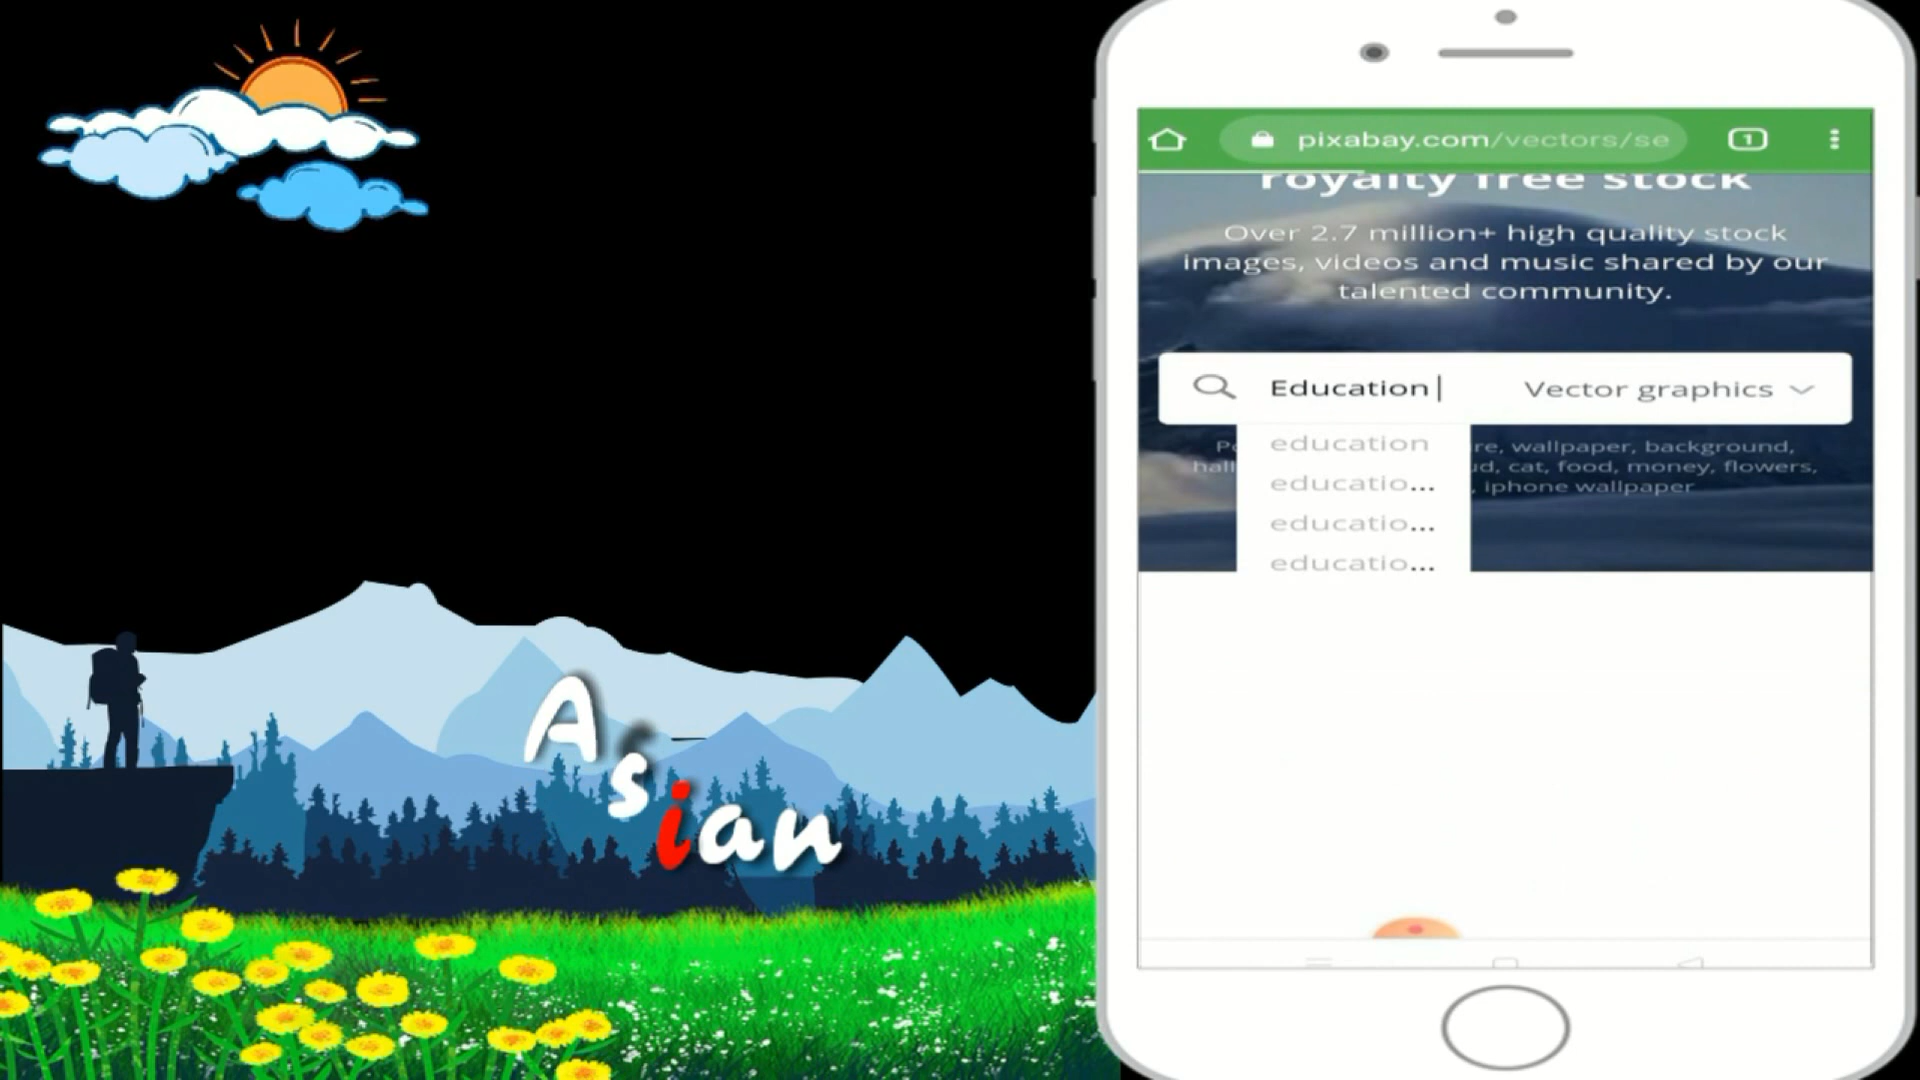 Asian
pixabay.com/vectors/se
1
royalty free stock
Over 2.7 million+ high quality stock
images, videos and music shared by our
talented community.
Education
Vector graphics
education
educatio...
educatio...
educatio...
re, wallpaper, background,
cat, food, money, flowers,
, iphone wallpaper